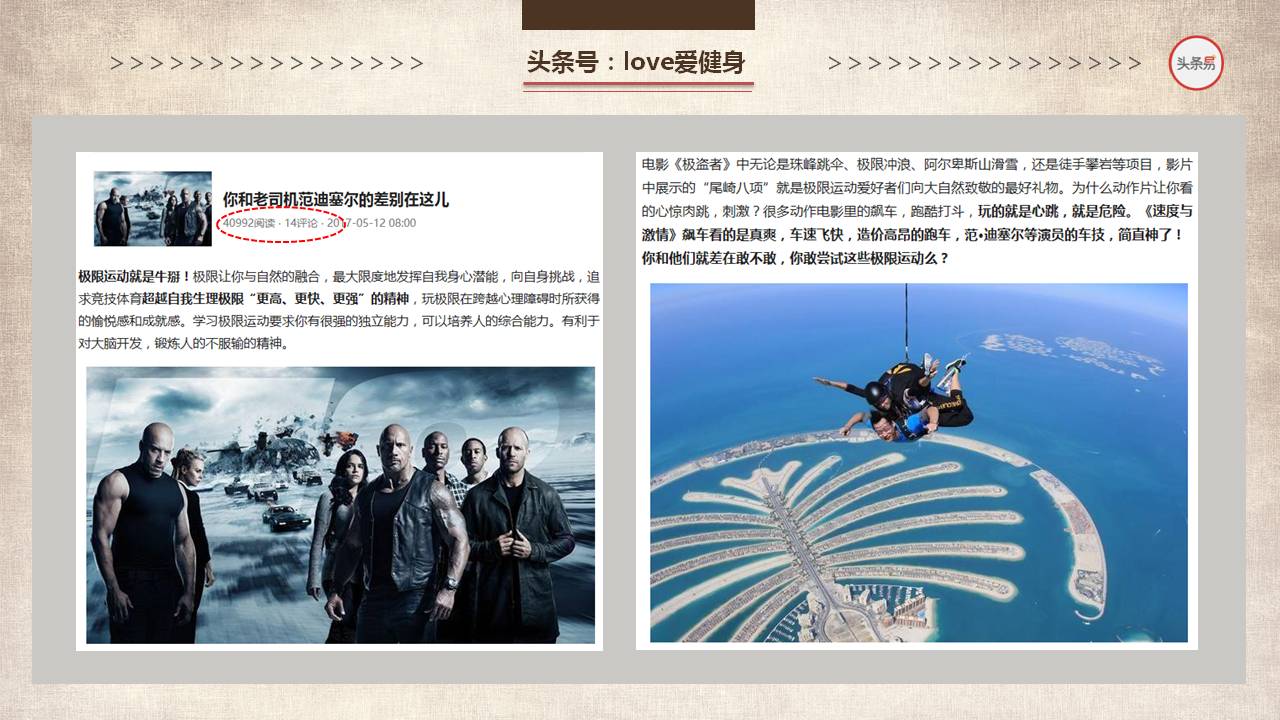 > > > > > > > > > > > > > > > >
头条号：love爱健身
> > > > > > > > > > > > > > > >
头条易
你和老司机范迪塞尔的差别在这儿
40992阅读 · 14评论 · 2017-05-12 08:00
极限运动就是牛掰！极限让你与自然的融合，最大限度地发挥自我身心潜能，向自身挑战，追
求竞技体育超越自我生理极限“更高、更快、更强”的精神，玩极限在跨越心理障碍时所获得
的愉悦感和成就感。学习极限运动要求你有很强的独立能力，可以培养人的综合能力。有利于
对大脑开发，锻炼人的不服输的精神。
电影《极盗者》中无论是珠峰跳伞、极限冲浪、阿尔卑斯山滑雪，还是徒手攀岩等项目，影片
中展示的“尾崎八项”就是极限运动爱好者们向大自然致敬的最好礼物。为什么动作片让你看
的心惊肉跳，刺激？很多动作电影里的飙车，跑酷打斗，玩的就是心跳，就是危险。《速度与
激情》飙车看的是真爽，车速飞快，造价高昂的跑车，范•迪塞尔等演员的车技，简直神了！
你和他们就差在敢不敢，你敢尝试这些极限运动么？